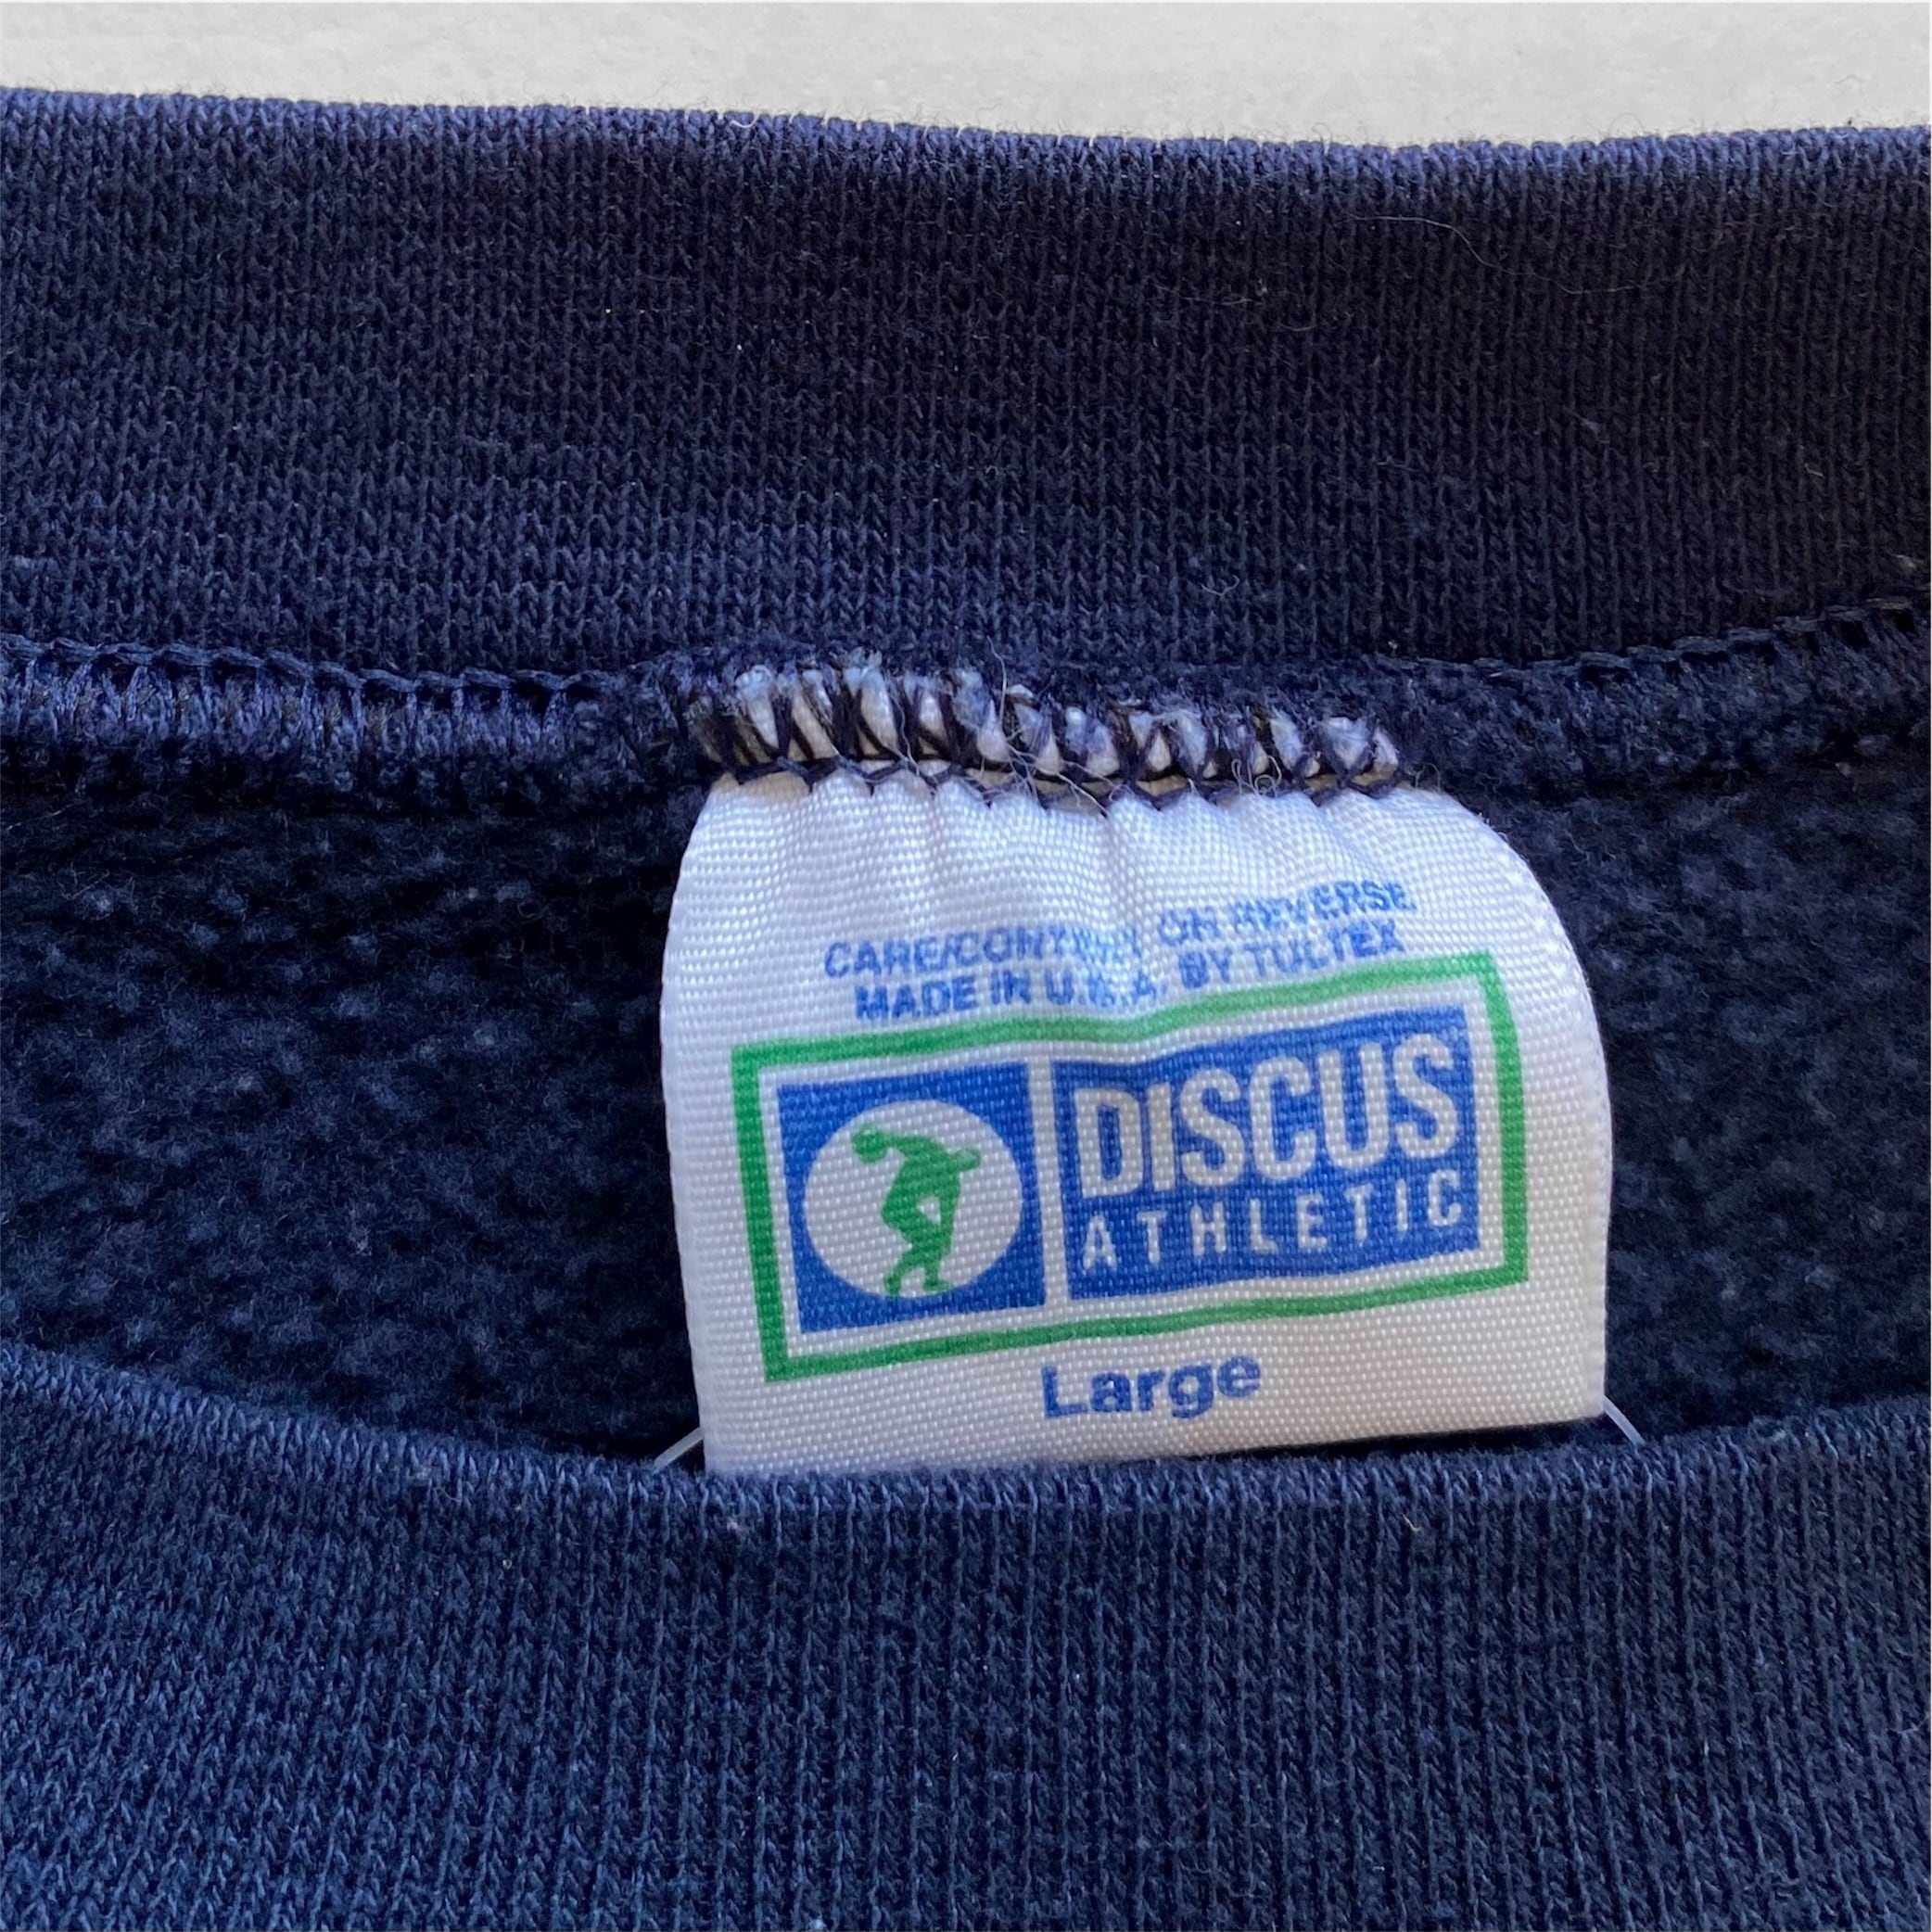 CARE/CONTENT ON REVERSE
MADE IN U.S.A. BY TULTEX
DISCUS
ATHLETIC
Large